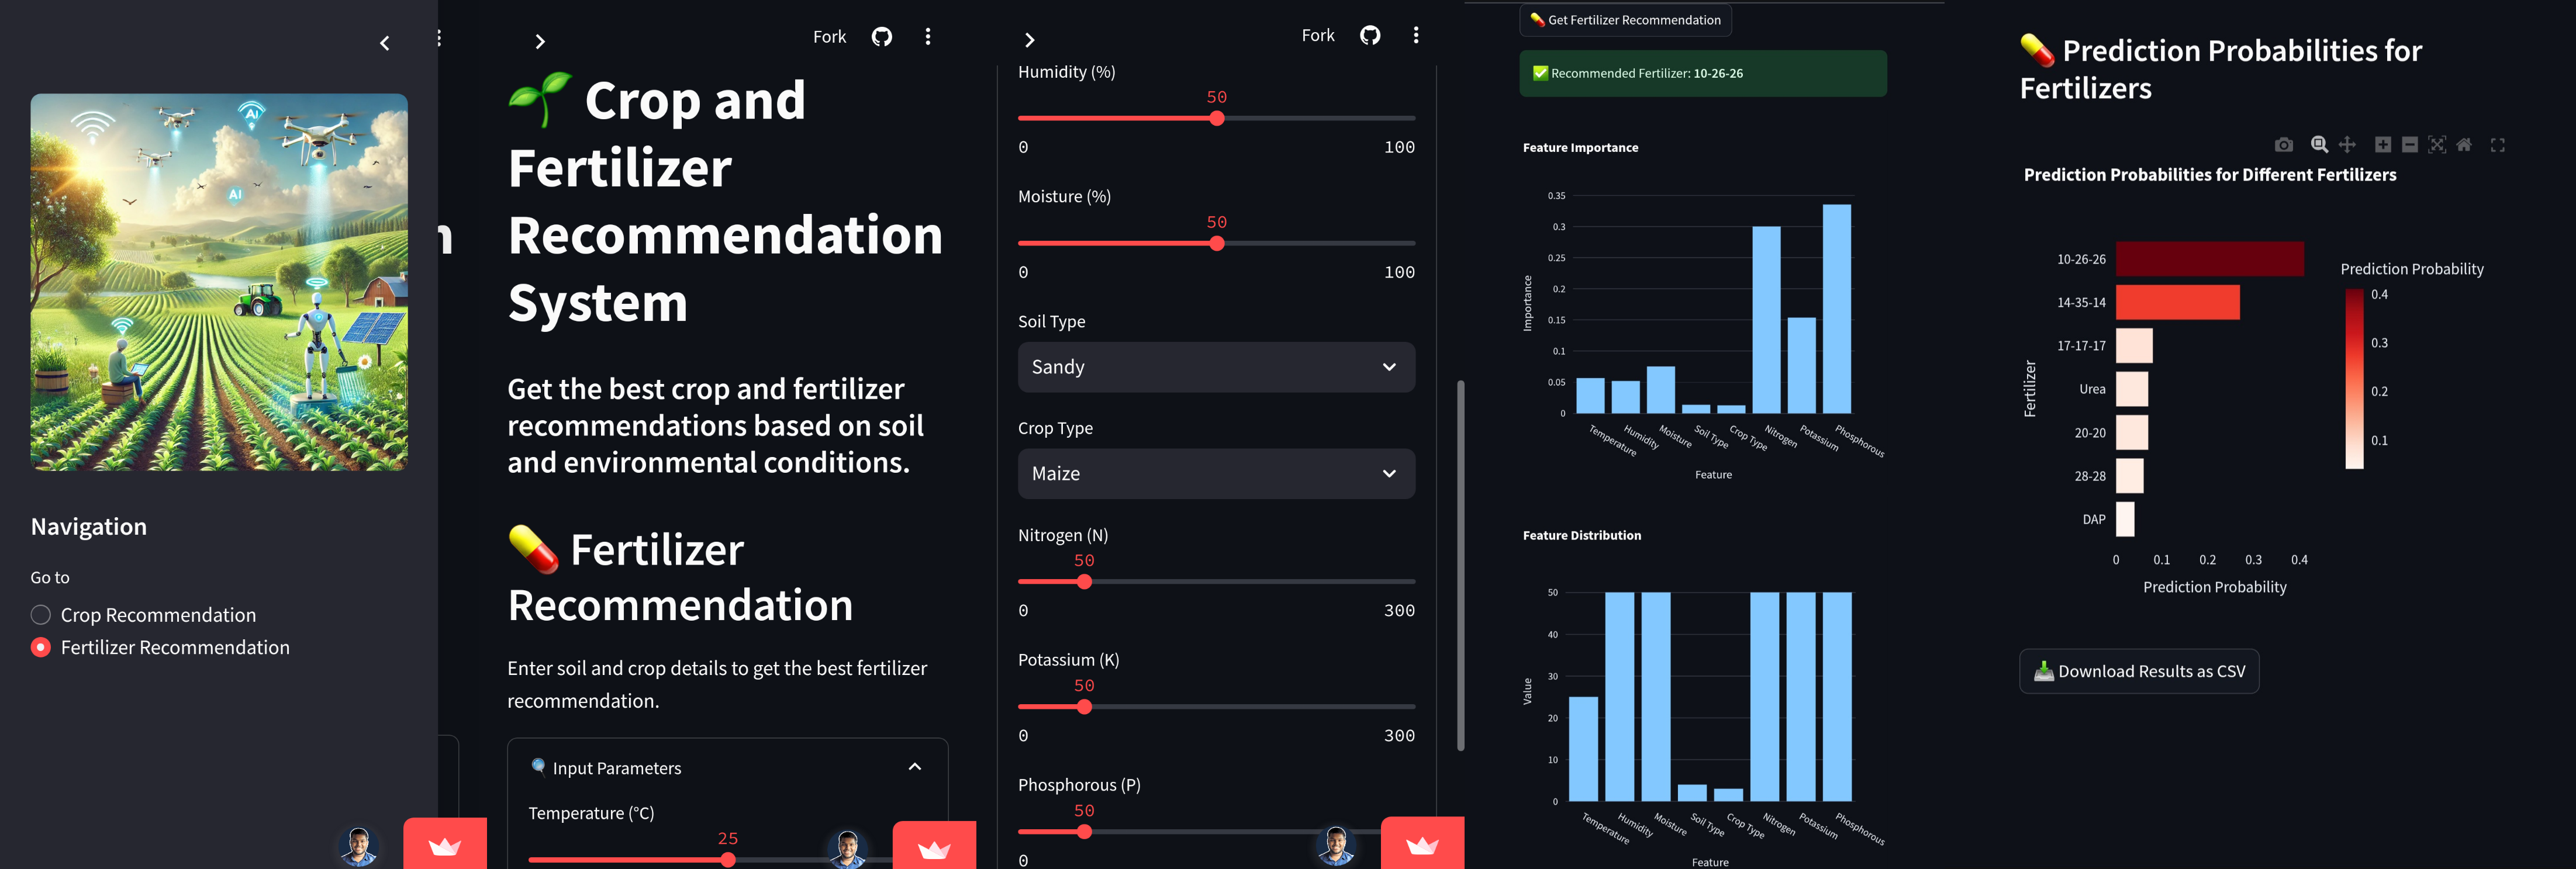 AI
AI
Navigation
Go to
Crop Recommendation
Fertilizer Recommendation
n
Fork
🌱 Crop and
Fertilizer
Recommendation
System
Get the best crop and fertilizer
recommendations based on soil
and environmental conditions.
💊 Fertilizer
Recommendation
Enter soil and crop details to get the best fertilizer
recommendation.
🔍 Input Parameters
Temperature (°C)
25
Fork
Humidity (%)
50
0 100
Moisture (%)
50
0 100
Soil Type
Sandy
Crop Type
Maize
Nitrogen (N)
50
0 300
Potassium (K)
50
0 300
Phosphorous (P)
50
0
💊 Get Fertilizer Recommendation
✅ Recommended Fertilizer: 10-26-26
Feature Importance
0.35
0.3
0.25
0.2
0.15
0.1
0.05
0
Importance
Temperature
Humidity
Moisture
Soil Type
Crop Type
Nitrogen
Potassium
Phosphorous
Feature
Feature Distribution
50
40
30
20
10
0
Value
Temperature
Humidity
Moisture
Soil Type
Crop Type
Nitrogen
Potassium
Phosphorous
Feature
💊 Prediction Probabilities for
Fertilizers
Prediction Probabilities for Different Fertilizers
10-26-26
14-35-14
17-17-17
Urea
20-20
28-28
DAP
Fertilizer
0 0.1 0.2 0.3 0.4
Prediction Probability
Prediction Probability
0.4
0.3
0.2
0.1
📥 Download Results as CSV